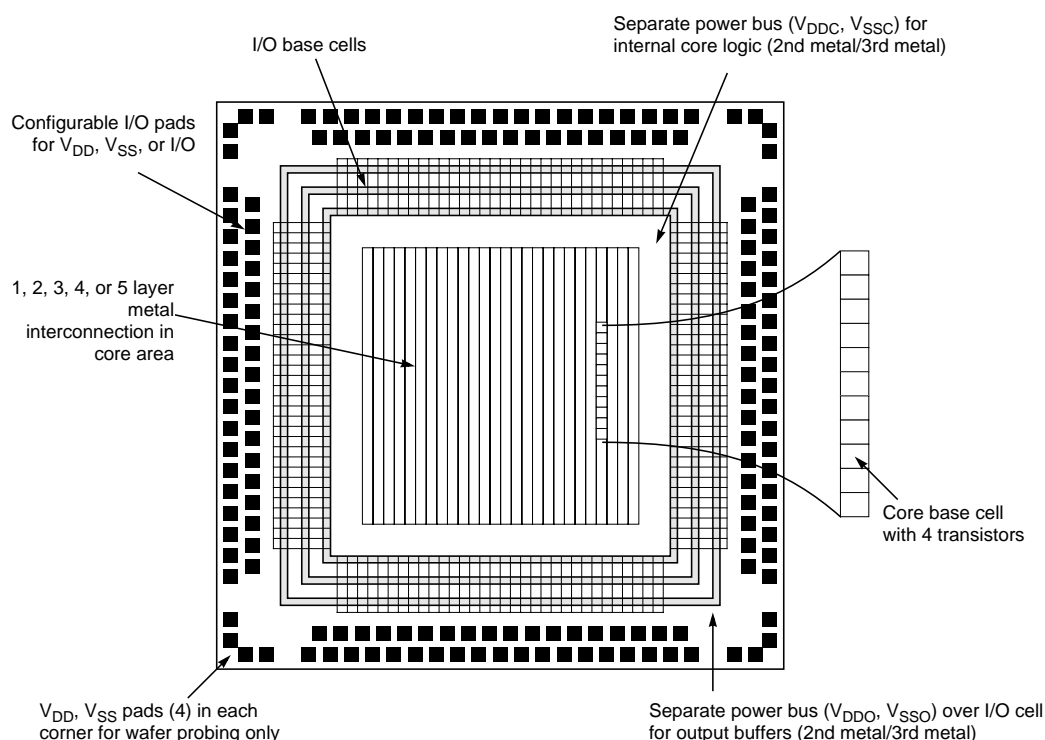 Separate power bus (VDDC, VSSC) for
internal core logic (2nd metal/3rd metal)
I/O base cells
Configurable I/O pads
for VDD, VSS, or I/O
1, 2, 3, 4, or 5 layer
metal
interconnection in
core area
Core base cell
with 4 transistors
VDD, VSS pads (4) in each
corner for wafer probing only
Separate power bus (VDDO, VSSO) over I/O cell
for output buffers (2nd metal/3rd metal)